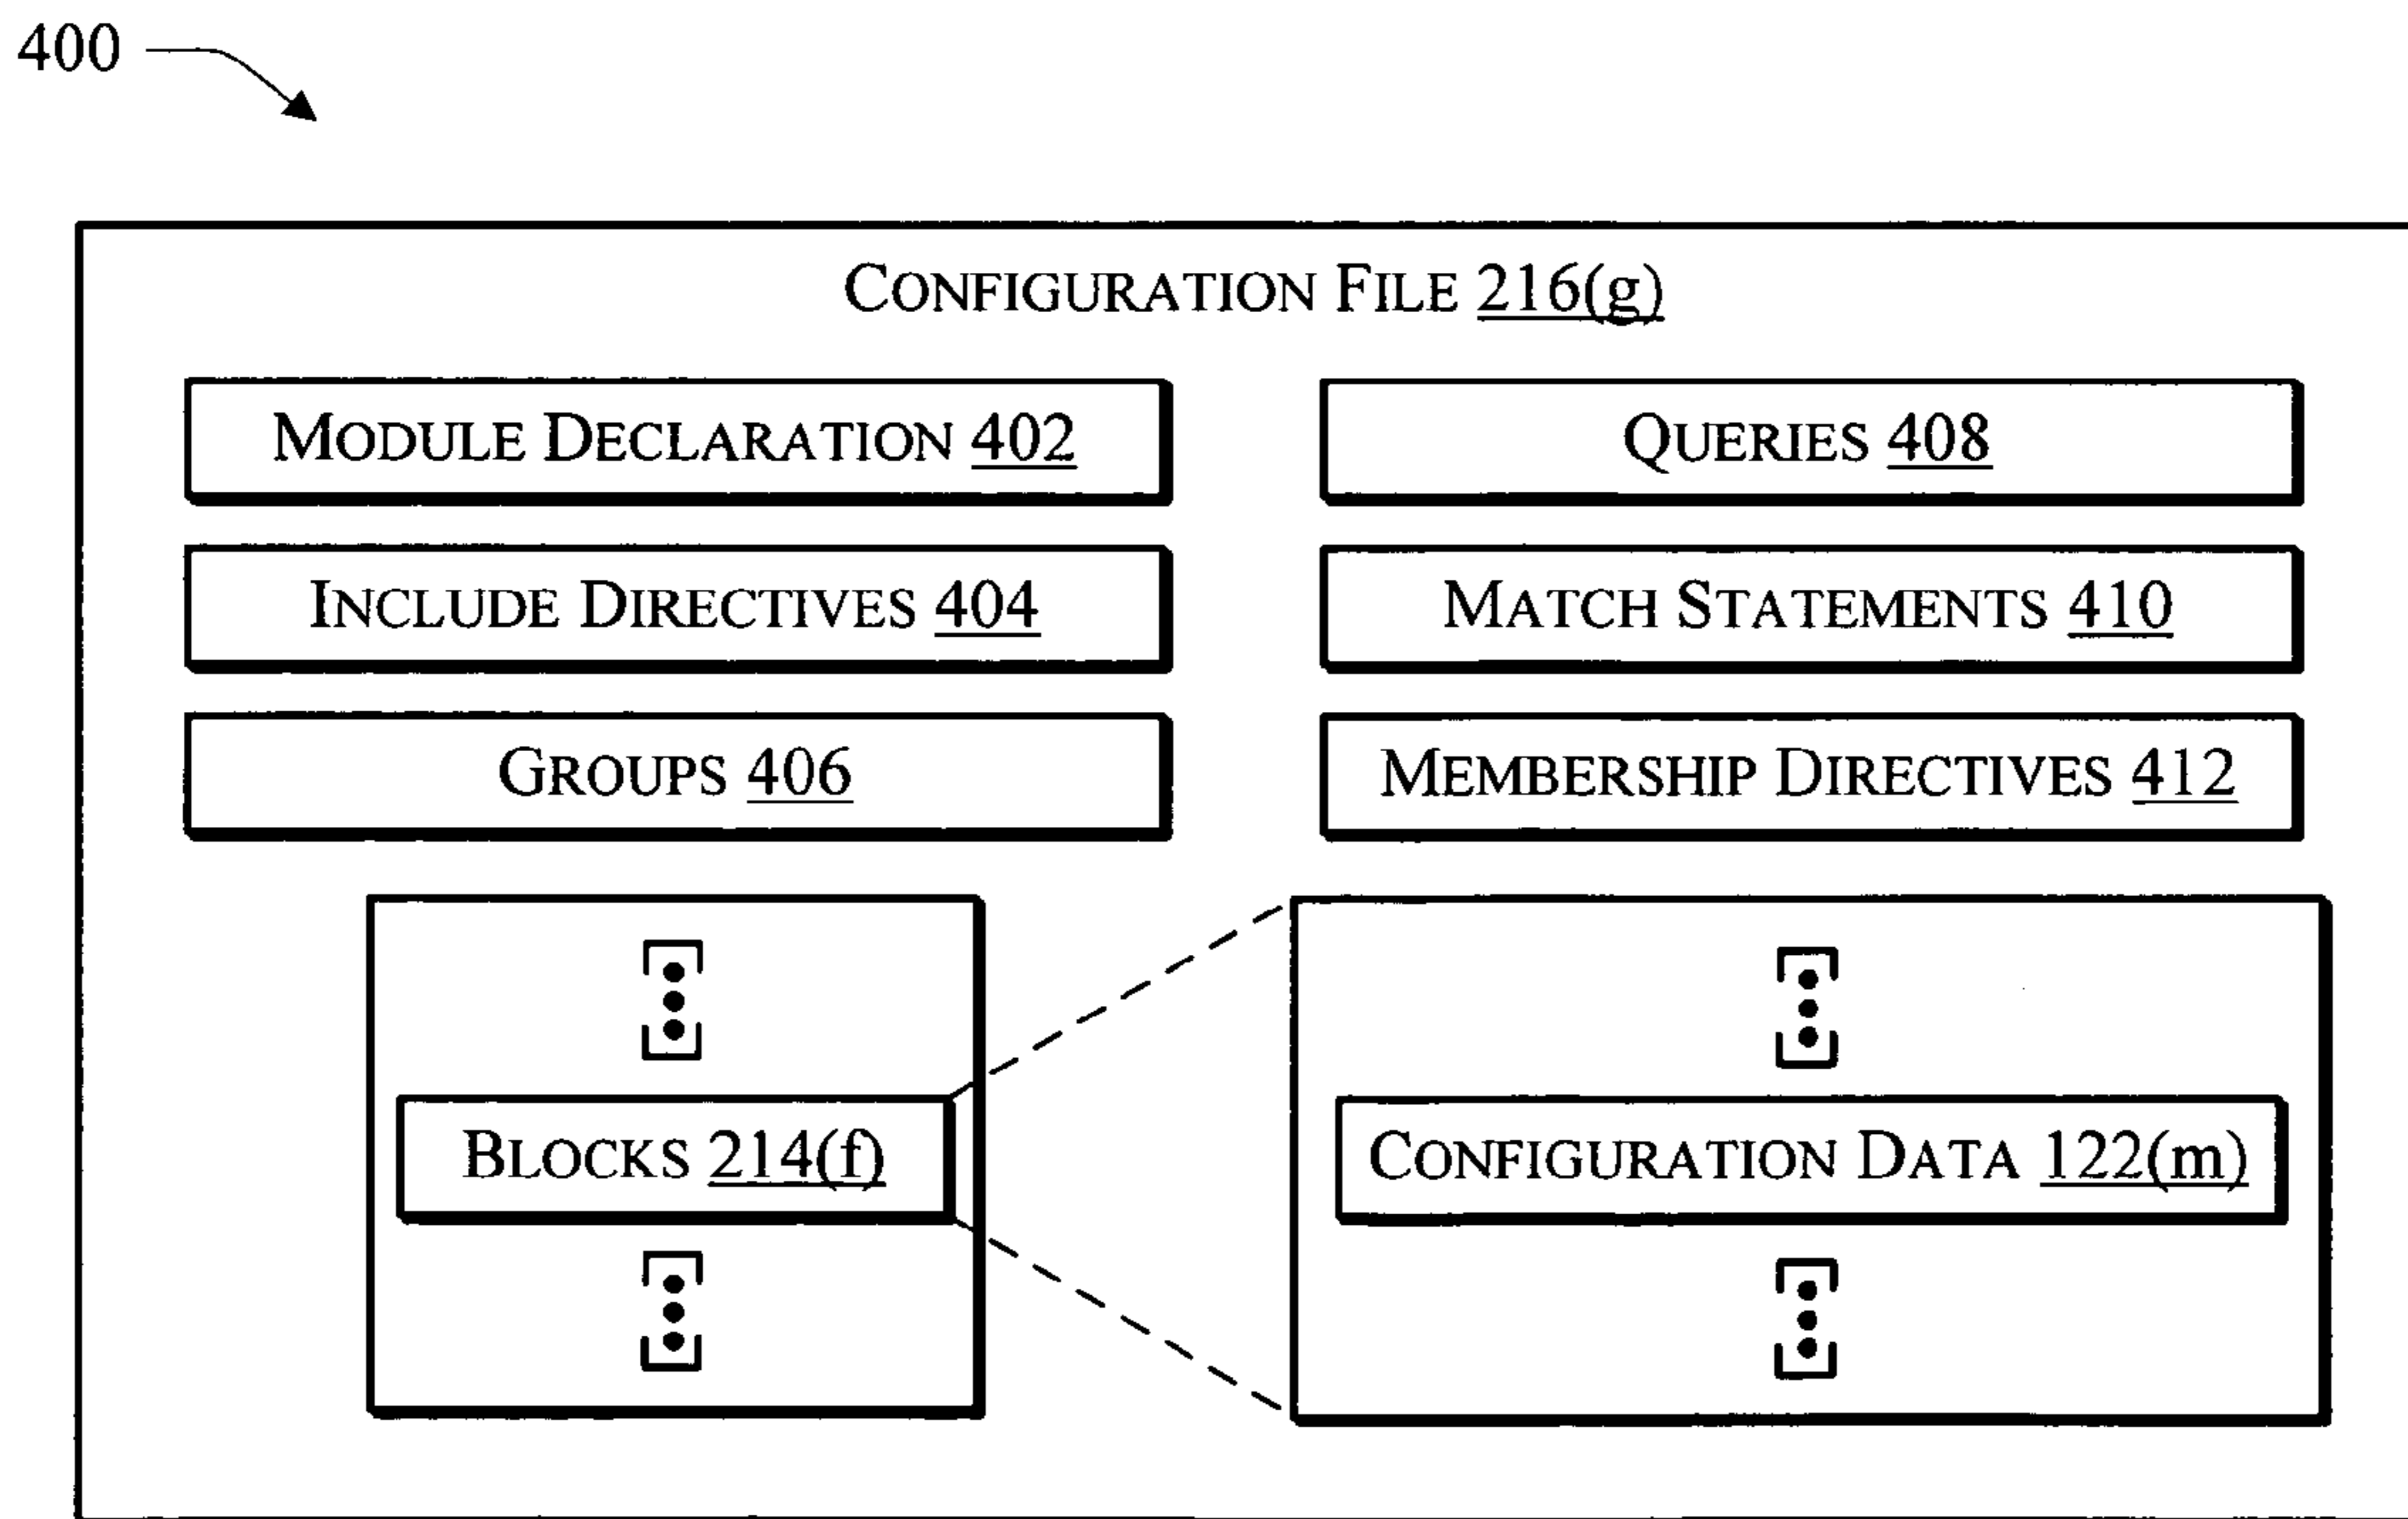 400
CONFIGURATION FILE 216(g)
MODULE DECLARATION 402
QUERIES 408
INCLUDE DIRECTIVES 404
MATCH STATEMENTS 410
GROUPS 406
MEMBERSHIP DIRECTIVES 412
BLOCKS 214(f)
CONFIGURATION DATA 122(m)